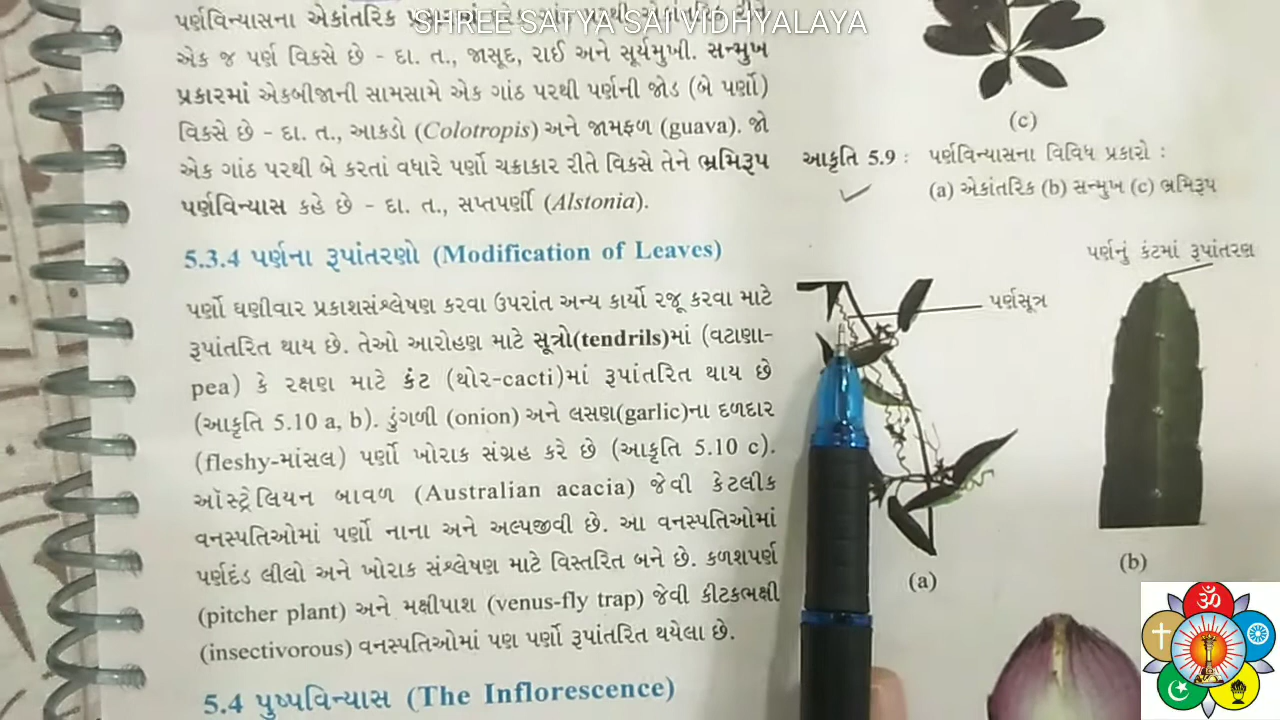 SHREE SATYA SAI VIDHYALAYA
પર્ણવિન્યાસના એકાંતરિક
એક જ પર્ણ વિકસે છે - દા. ત., જાસૂદ, રાઈ અને સૂર્યમુખી. સન્મુખ
પ્રકારમાં એકબીજાની સામસામે એક ગાંઠ પરથી પર્ણની જોડ (બે પર્ણો)
વિકસે છે - દા. ત., આકડો (Colotropis) અને જામફળ (guava). જો
એક ગાંઠ પરથી બે કરતાં વધારે પર્ણો ચક્રાકાર રીતે વિકસે તેને ભ્રમિરૂપ
પર્ણવિન્યાસ કહે છે - દા. ત., સપ્તપર્ણી (Alstonia).
5.3.4 પર્ણના રૂપાંતરણો (Modification of Leaves)
પર્ણો ઘણીવાર પ્રકાશસંશ્લેષણ કરવા ઉપરાંત અન્ય કાર્યો રજૂ કરવા માટે
રૂપાંતરિત થાય છે. તેઓ આરોહણ માટે સૂત્રો(tendrils)માં (વટાણા-
pea) કે રક્ષણ માટે કંટ (થોર-cacti)માં રૂપાંતરિત થાય છે
(આકૃતિ 5.10 a, b). ડુંગળી (onion) અને લસણ(garlic)ના દળદાર
(fleshy-માંસલ) પર્ણો ખોરાક સંગ્રહ કરે છે (આકૃતિ 5.10 c).
ઑસ્ટ્રેલિયન બાવળ (Australian acacia) જેવી કેટલીક
વનસ્પતિઓમાં પર્ણો નાના અને અલ્પજીવી છે. આ વનસ્પતિઓમાં
પર્ણદંડ લીલો અને ખોરાક સંશ્લેષણ માટે વિસ્તરિત બને છે. કળશપર્ણ
(pitcher plant) અને મક્ષીપાશ (venus-fly trap) જેવી કીટકભક્ષી
(insectivorous) વનસ્પતિઓમાં પણ પર્ણો રૂપાંતરિત થયેલા છે.
5.4 પુષ્પવિન્યાસ (The Inflorescence)
(c)
આકૃતિ 5.9 : પર્ણવિન્યાસના વિવિધ પ્રકારો :
(a) એકાંતરિક (b) સન્મુખ (c) ભ્રમિરૂપ
પર્ણનું કંટમાં રૂપાંતરણ
પર્ણસૂત્ર
(a)
(b)
ॐ